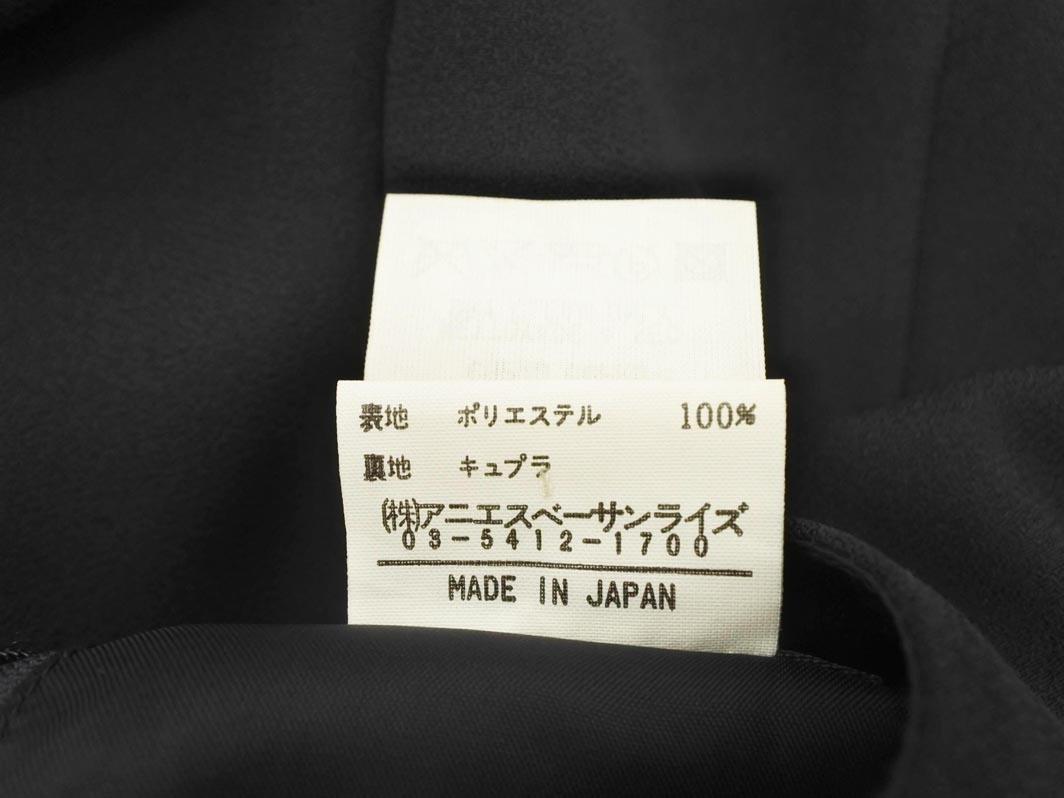 表地 ポリエステル 100%
裏地 キュプラ
(株)アニエスベーサンライズ
03-5412-1700
MADE IN JAPAN